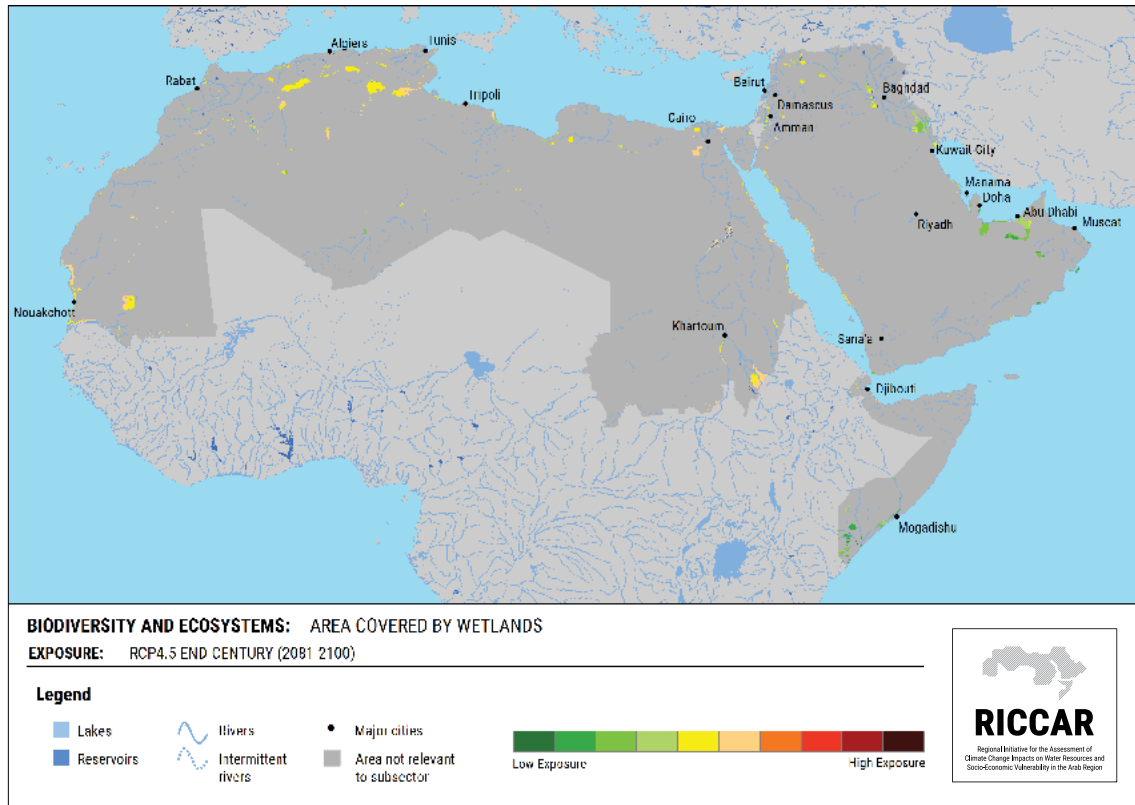 Algiers
Tunis
Rabat
Tripoli
Beirut
Damascus
Baghdad
Cairo
Amman
Kuwait City
Manama
Doha
Abu Dhabi
Muscat
Riyadh
Nouakchott
Khartoum
Sana'a
Djibouti
Mogadishu
BIODIVERSITY AND ECOSYSTEMS: AREA COVERED BY WETLANDS
EXPOSURE: RCP4.5 END CENTURY (2081 2100)
Legend
Lakes
Rivers
Major cities
Reservoirs
Intermittent
rivers
Area not relevant
to subsector
Low Exposure
High Exposure
RICCAR
Regional Initiative for the Assessment of
Climate Change Impacts on Water Resources and
Socio-Economic Vulnerability in the Arab Region